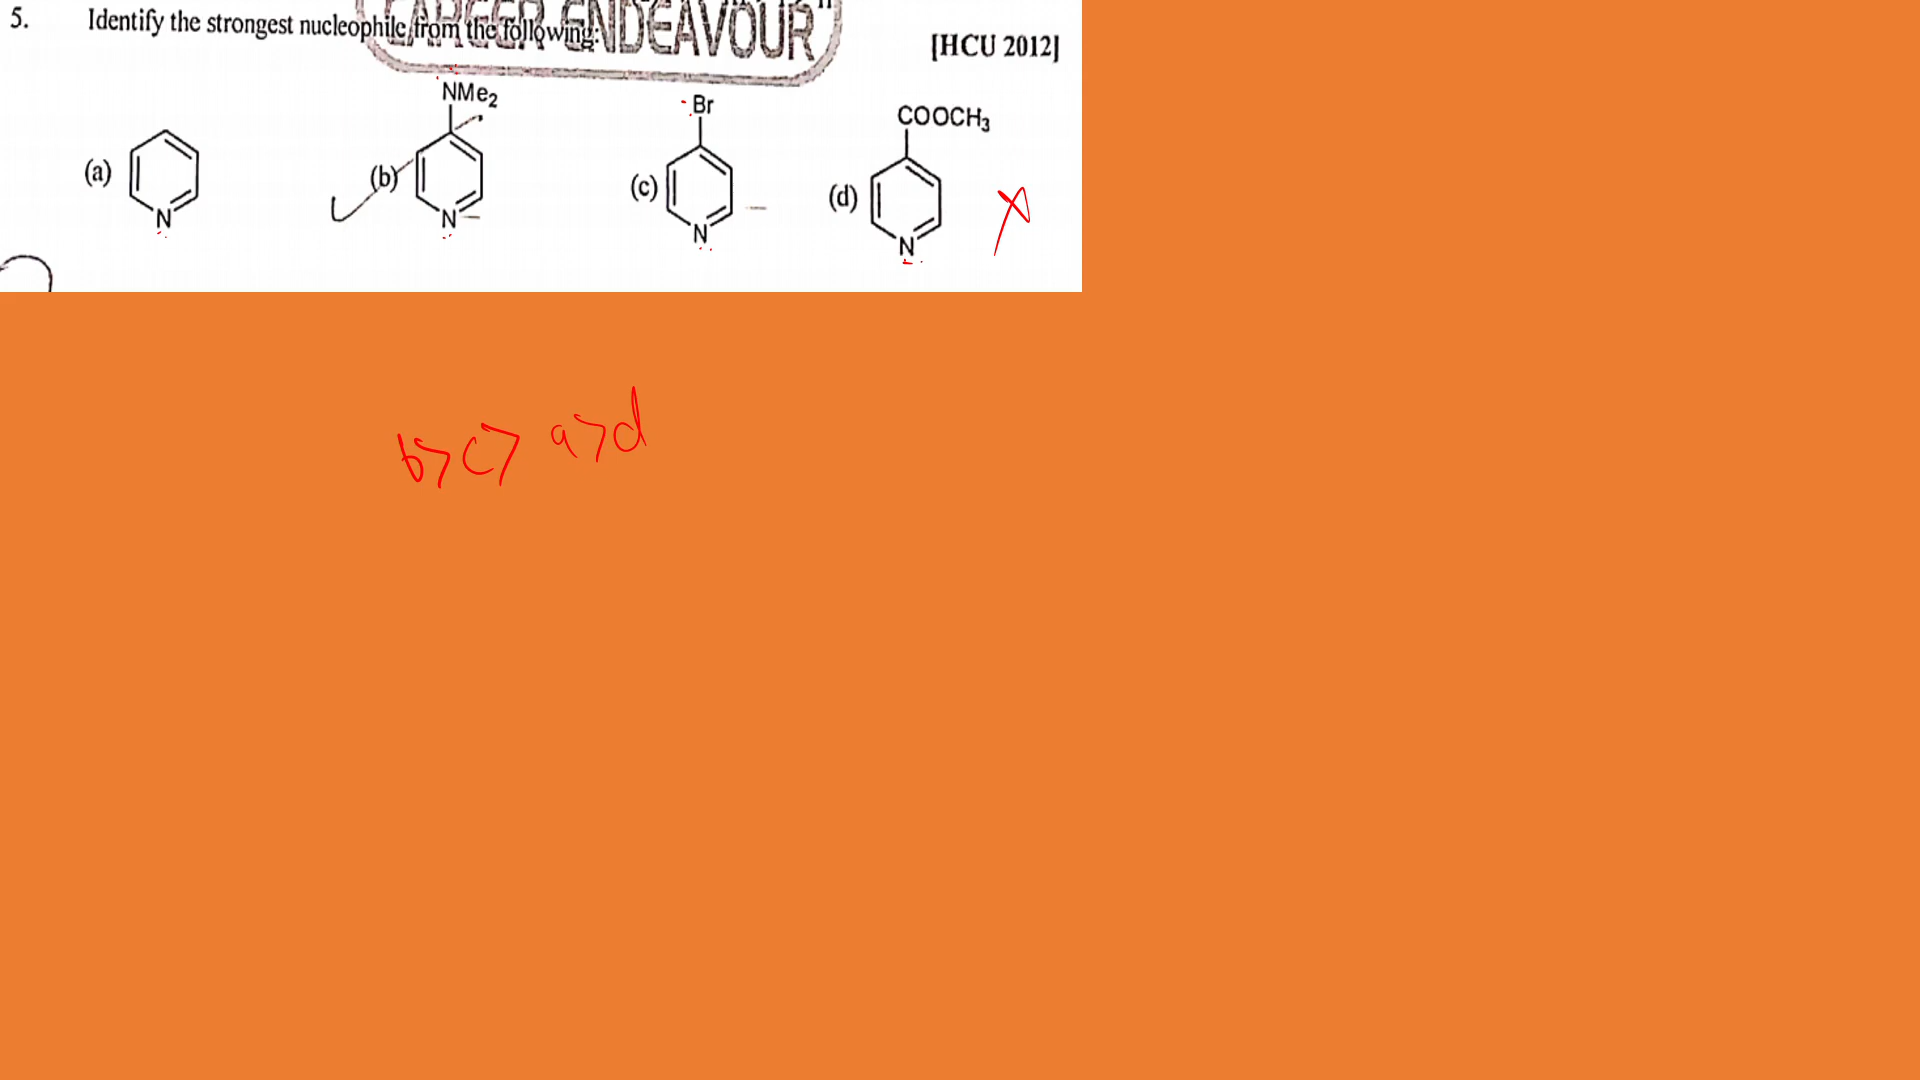 CAREER ENDEAVOUR"
5. Identify the strongest nucleophile from the following:
[HCU 2012]
NMe2
Br
COOCH3
(a)
(b)
(c)
(d)
N
N
N
N
b>c> a>d